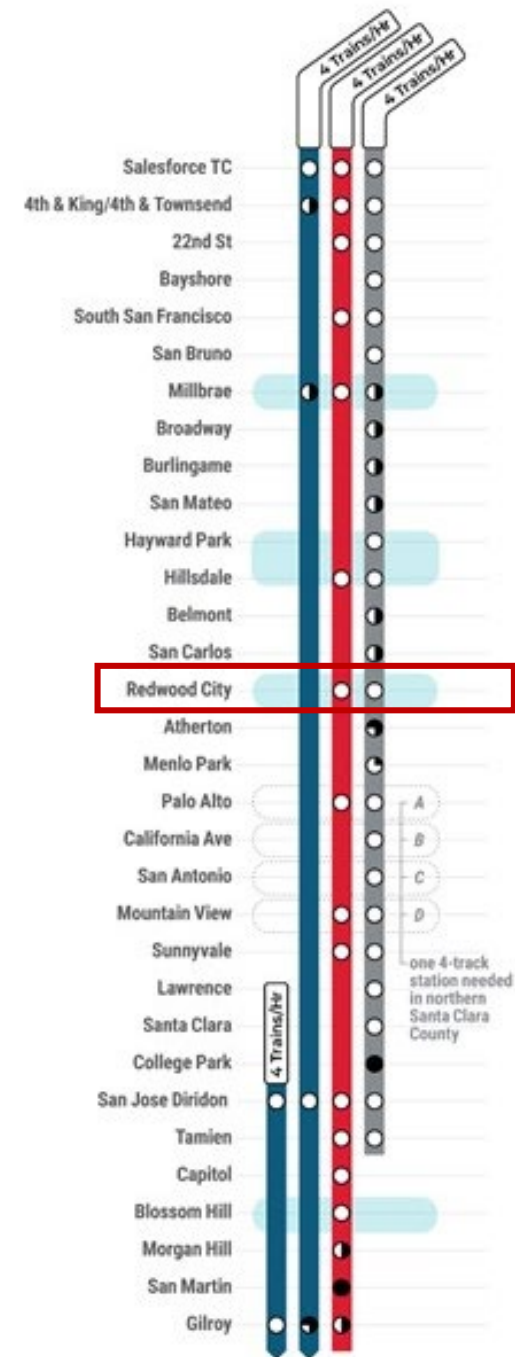 4 Trains/Hr
4 Trains/Hr
4 Trains/Hr
Salesforce TC
4th & King/4th & Townsend
22nd St
Bayshore
South San Francisco
San Bruno
Millbrae
Broadway
Burlingame
San Mateo
Hayward Park
Hillsdale
Belmont
San Carlos
Redwood City
Atherton
Menlo Park
Palo Alto A
California Ave B
San Antonio C
Mountain View D
Sunnyvale
one 4-track
station needed
in northern
Santa Clara
County
Lawrence
Santa Clara
College Park
4 Trains/Hr
San Jose Diridon
Tamien
Capitol
Blossom Hill
Morgan Hill
San Martin
Gilroy